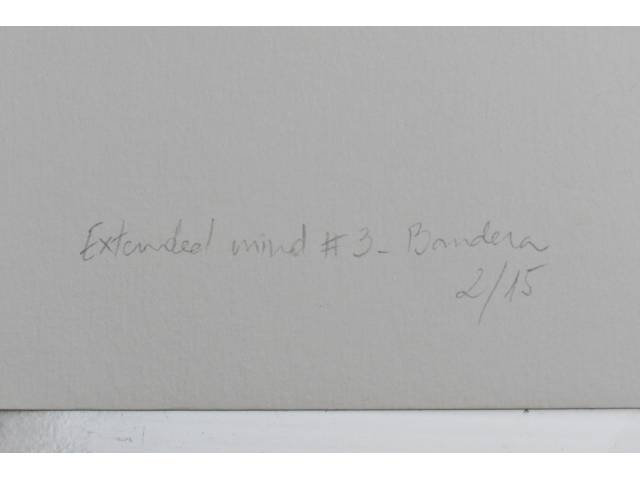 Extended mind # 3 - Bandera
2/15